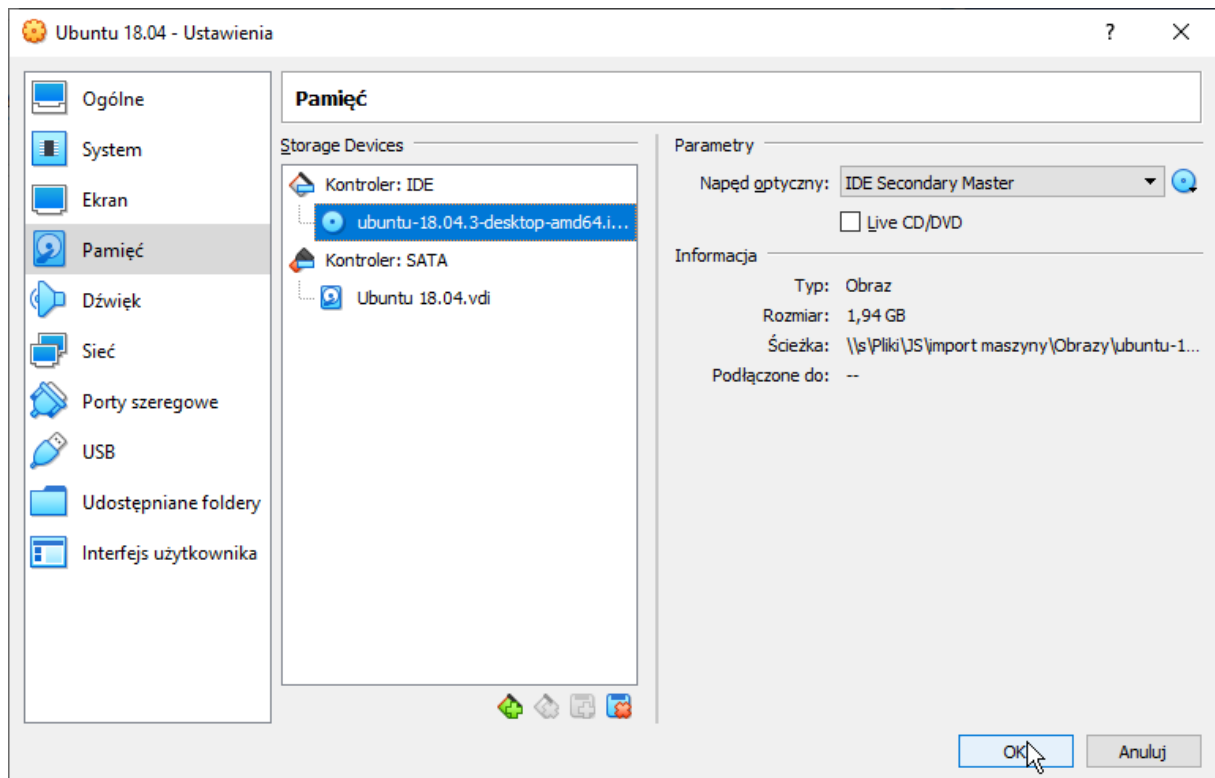 Ubuntu 18.04 - Ustawienia
?
Ogólne
System
Ekran
Pamięć
Dźwięk
Sieć
Porty szeregowe
USB
Udostępniane foldery
Interfejs użytkownika
Pamięć
Storage Devices
Kontroler: IDE
ubuntu-18.04.3-desktop-amd64.i...
Kontroler: SATA
Ubuntu 18.04.vdi
Parametry
Napęd optyczny: IDE Secondary Master
Live CD/DVD
Informacja
Typ: Obraz
Rozmiar: 1,94 GB
Ścieżka: \\s\Pliki\JS\import maszyny\Obrazy\ubuntu-1...
Podłączone do: --
OK
Anuluj